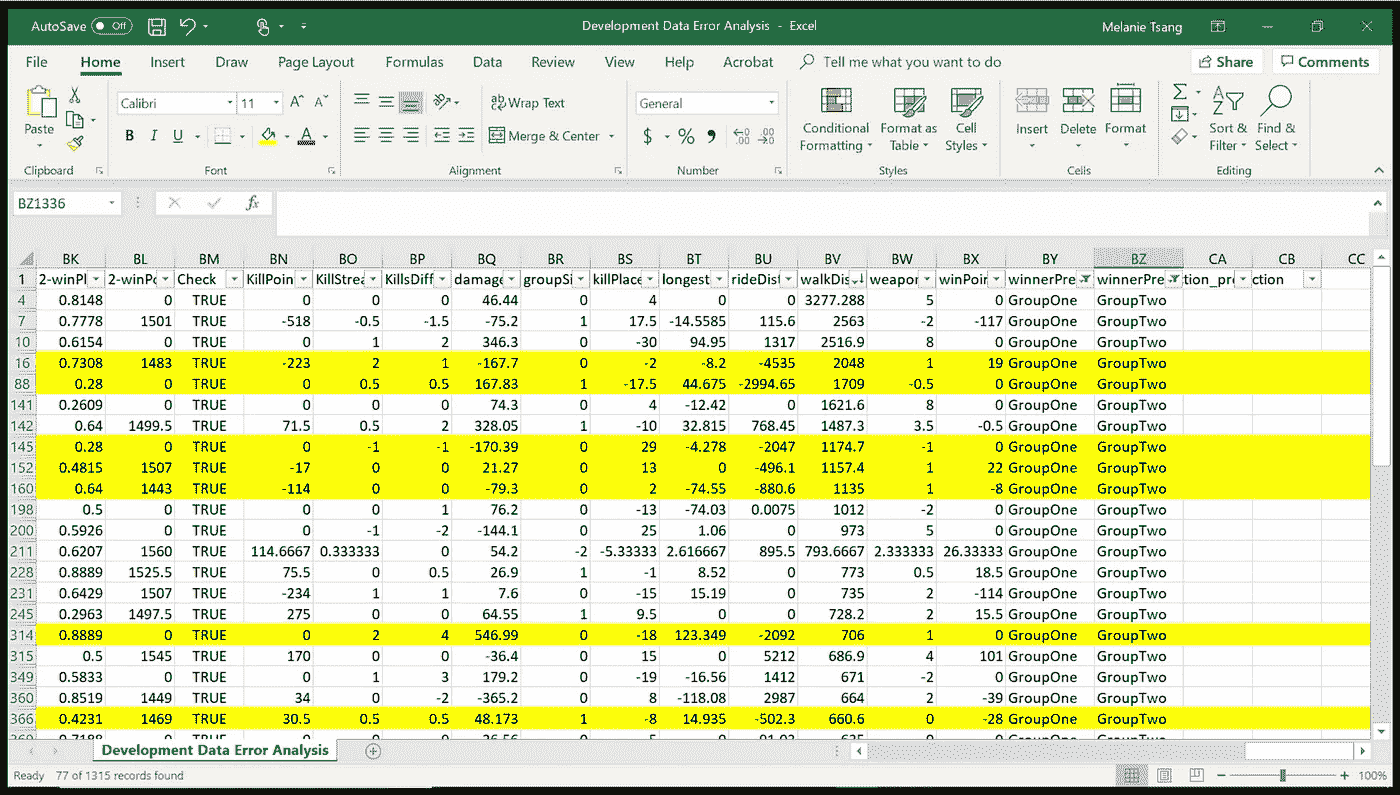 AutoSave Off Development Data Error Analysis - Excel Melanie Tsang
File Home Insert Draw Page Layout Formulas Data Review View Help Acrobat Tell me what you want to do Share Comments
Calibri 11 A^ Aˇ ab Wrap Text General
Paste B I U A Merge & Center $ % , .00 Conditional Formatting Format as Table Cell Styles Insert Delete Format Sort & Filter Find & Select
Clipboard Font Alignment Number Styles Cells Editing
BZ1336 fx
BK BL BM BN BO BP BQ BR BS BT BU BV BW BX BY BZ CA CB CC
1 2-winPl 2-winPo Check KillPoin KillStrea KillsDiff damage groupSi killPlace longest rideDist walkDis weapor winPoir winnerPre winnerPre tion_pre ction
4 0.8148 0 TRUE 0 0 0 46.44 0 4 0 0 3277.288 5 0 GroupOne GroupTwo
7 0.7778 1501 TRUE -518 -0.5 -1.5 -75.2 1 17.5 -14.5585 115.6 2563 -2 -117 GroupOne GroupTwo
10 0.6154 0 TRUE 0 1 2 346.3 0 -30 94.95 1317 2516.9 8 0 GroupOne GroupTwo
16 0.7308 1483 TRUE -223 2 1 -167.7 0 -2 -8.2 -4535 2048 1 19 GroupOne GroupTwo
88 0.28 0 TRUE 0 0.5 0.5 167.83 1 -17.5 44.675 -2994.65 1709 -0.5 0 GroupOne GroupTwo
141 0.2609 0 TRUE 0 0 0 74.3 0 4 -12.42 0 1621.6 8 0 GroupOne GroupTwo
142 0.64 1499.5 TRUE 71.5 0.5 2 328.05 1 -10 32.815 768.45 1487.3 3.5 -0.5 GroupOne GroupTwo
145 0.28 0 TRUE 0 -1 -1 -170.39 0 29 -4.278 -2047 1174.7 -1 0 GroupOne GroupTwo
152 0.4815 1507 TRUE -17 0 0 21.27 0 13 0 -496.1 1157.4 1 22 GroupOne GroupTwo
160 0.64 1443 TRUE -114 0 0 -79.3 0 2 -74.55 -880.6 1135 1 -8 GroupOne GroupTwo
198 0.5 0 TRUE 0 0 1 76.2 0 -13 -74.03 0.0075 1012 -2 0 GroupOne GroupTwo
200 0.5926 0 TRUE 0 -1 -2 -144.1 0 25 1.06 0 973 5 0 GroupOne GroupTwo
211 0.6207 1560 TRUE 114.6667 0.333333 0 54.2 -2 -5.33333 2.616667 895.5 793.6667 2.333333 26.33333 GroupOne GroupTwo
228 0.8889 1525.5 TRUE 75.5 0 0.5 26.9 1 -1 8.52 0 773 0.5 18.5 GroupOne GroupTwo
231 0.6429 1507 TRUE -234 1 1 7.6 0 -15 15.19 0 735 2 -114 GroupOne GroupTwo
245 0.2963 1497.5 TRUE 275 0 0 64.55 1 9.5 0 0 728.2 2 15.5 GroupOne GroupTwo
314 0.8889 0 TRUE 0 2 4 546.99 0 -18 123.349 -2092 706 1 0 GroupOne GroupTwo
315 0.5 1545 TRUE 170 0 0 -36.4 0 15 0 5212 686.9 4 101 GroupOne GroupTwo
349 0.5833 0 TRUE 0 1 3 179.2 0 -19 -16.56 1412 671 -2 0 GroupOne GroupTwo
360 0.8519 1449 TRUE 34 0 -2 -365.2 0 8 -118.08 2987 664 2 -39 GroupOne GroupTwo
366 0.4231 1469 TRUE 30.5 0.5 0.5 48.173 1 -8 14.935 -502.3 660.6 0 -28 GroupOne GroupTwo
Development Data Error Analysis
Ready 77 of 1315 records found 100%